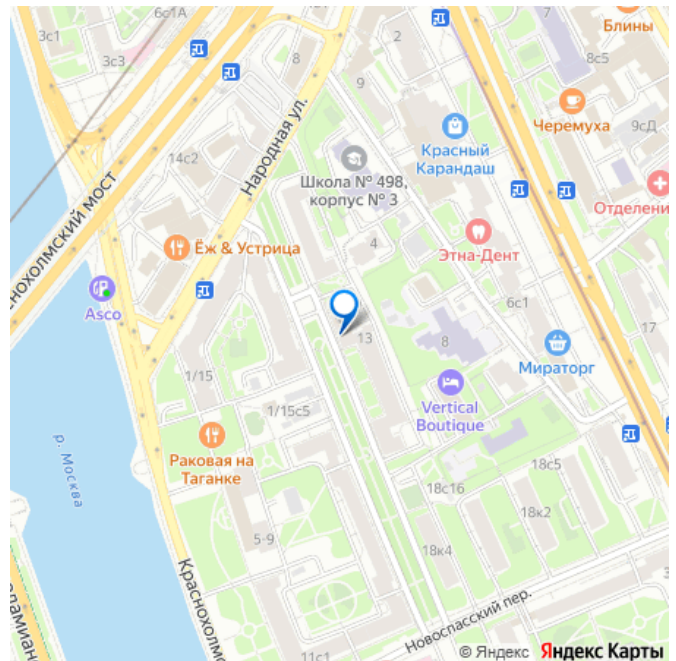 6с1А
3с1
2
Блины
3с3
8
8с5
9
Черемуха
9сД
Народная ул.
Красный
Карандаш
14с2
Школа № 498,
корпус № 3
Отделени
снохолмский мост
4
Этна-Дент
Ёж & Устрица
Asco
6с1
13
8
17
1/15
Мираторг
Vertical
Boutique
1/15с5
Раковая на
Таганке
р. Москва
18с5
18с16
18к2
5-9
18к4
Краснохолмс
Новоспасский пер.
11с1
© Яндекс Яндекс Карты